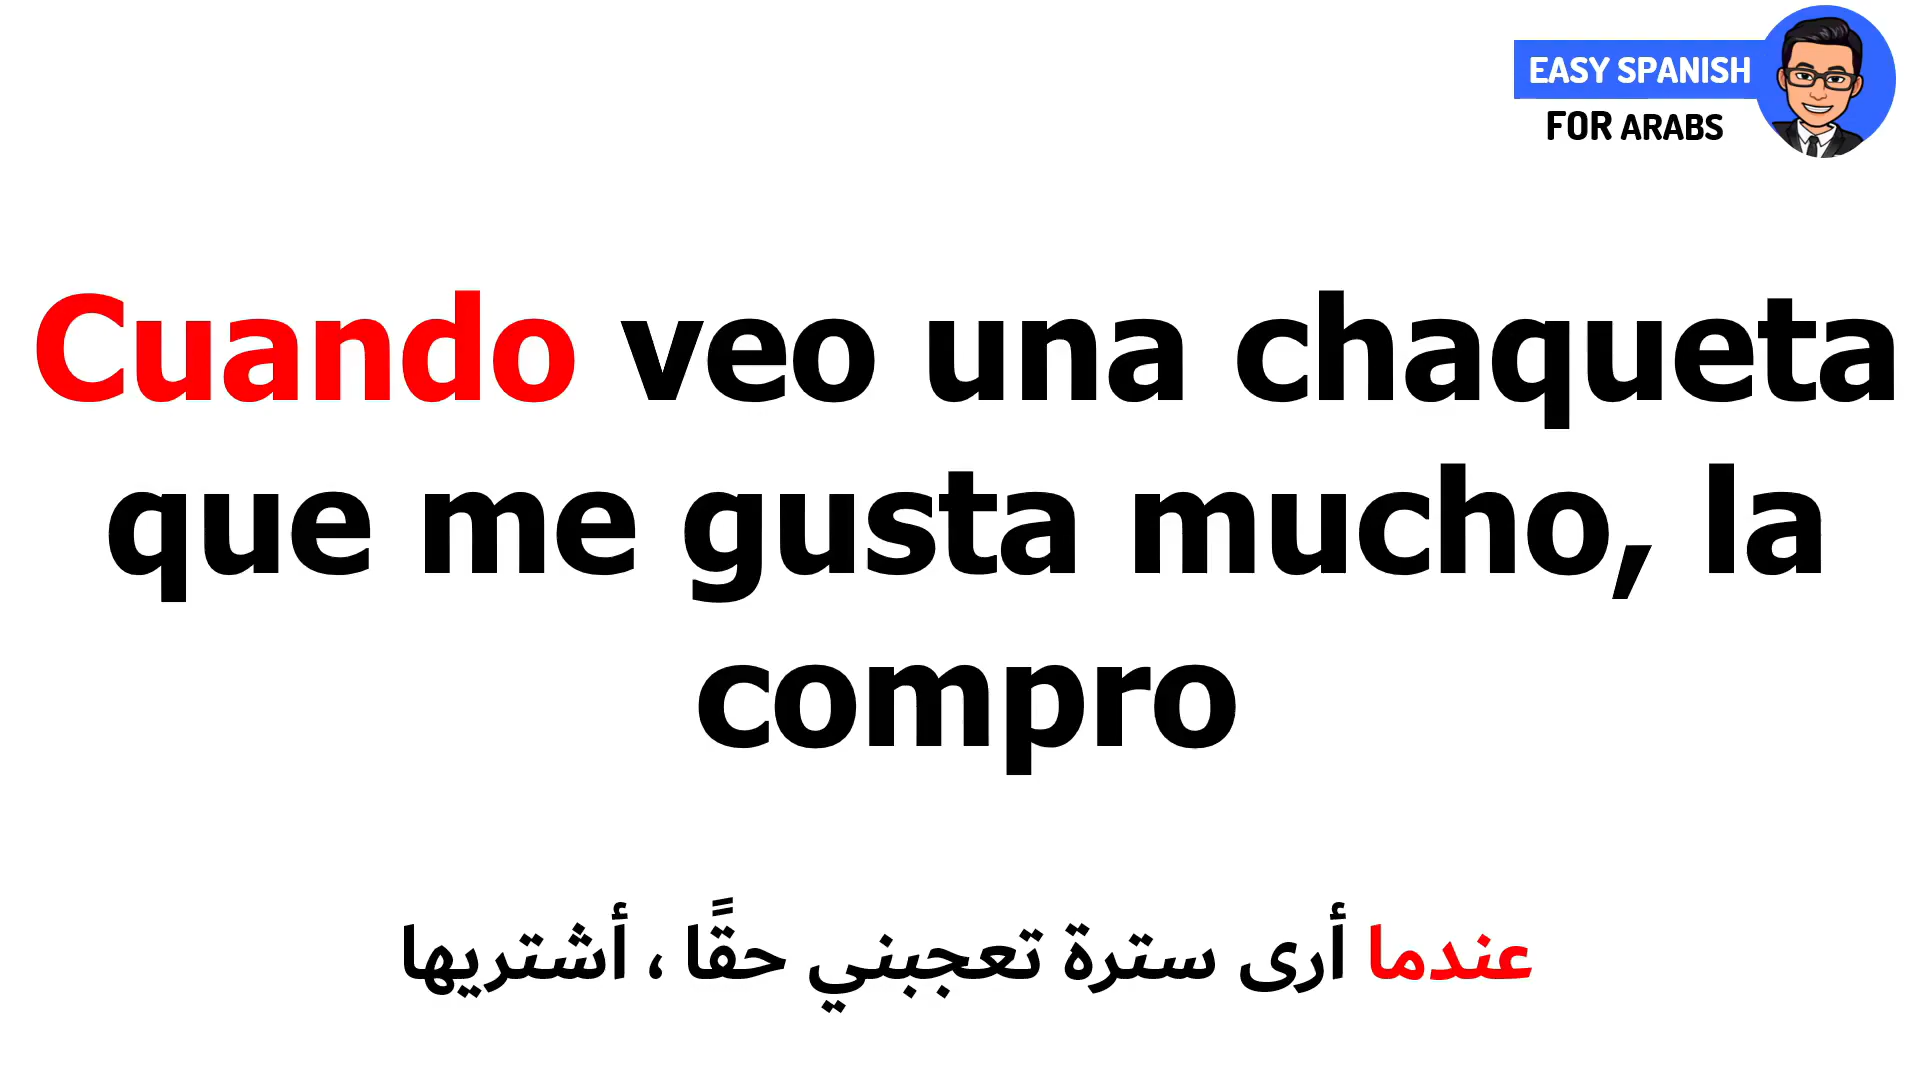 EASY SPANISH
FOR ARABS
Cuando veo una chaqueta
que me gusta mucho, la
compro
عندما أرى سترة تعجبني حقًا ، أشتريها